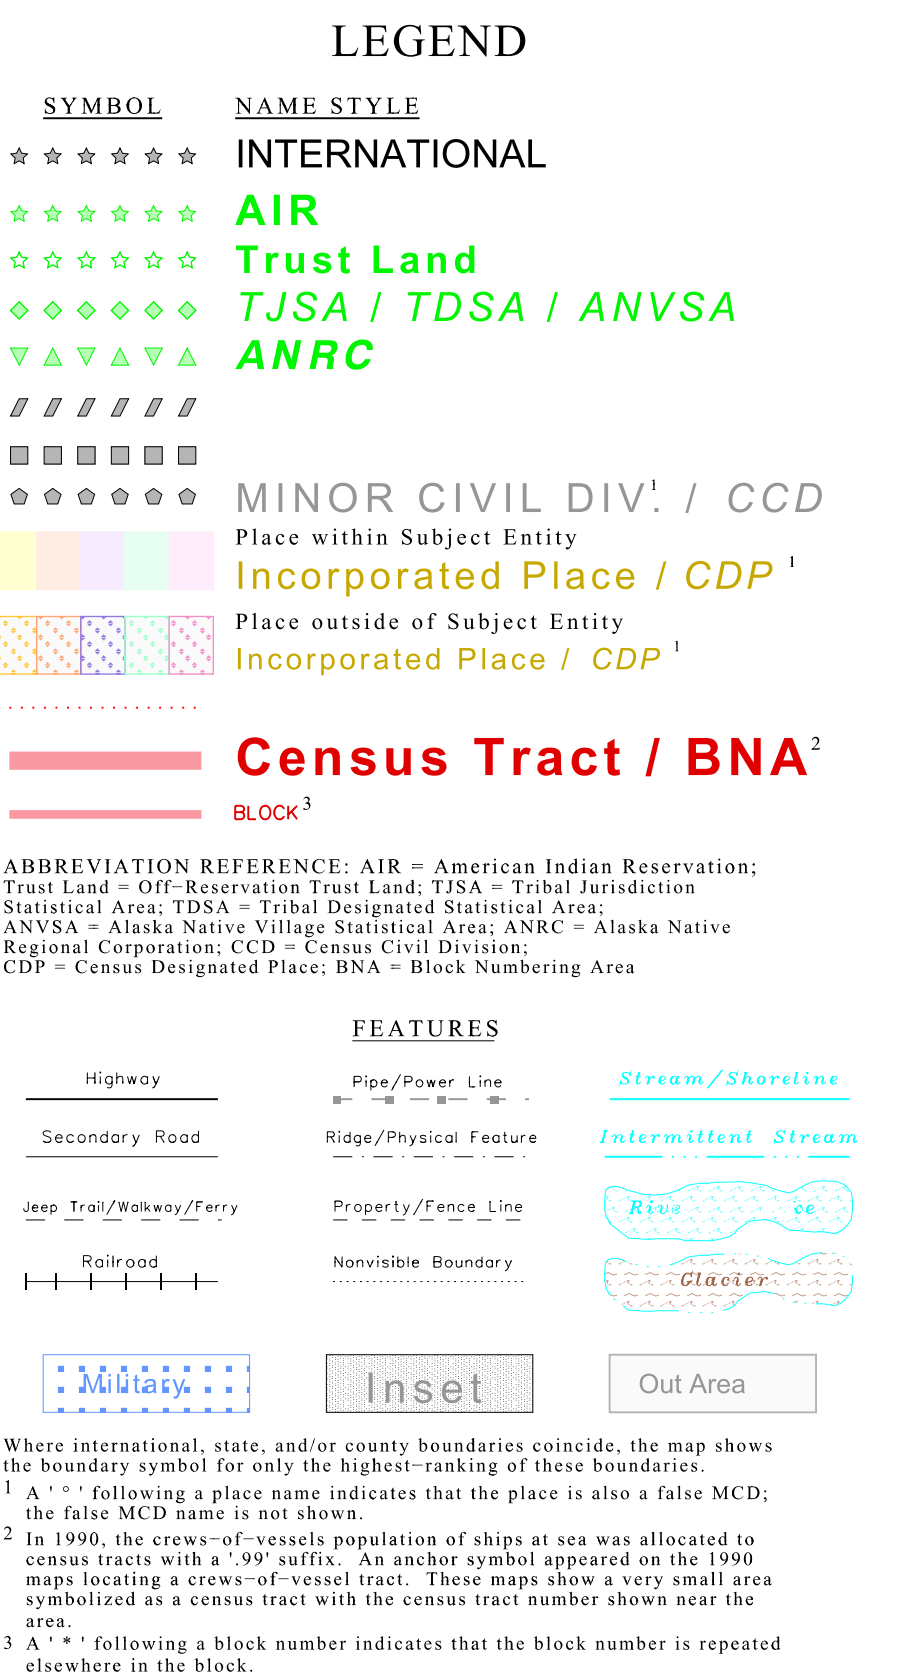 LEGEND
SYMBOL NAME STYLE
INTERNATIONAL
AIR
Trust Land
TJSA / TDSA / ANVSA
ANRC
MINOR CIVIL DIV.¹ / CCD
Place within Subject Entity
Incorporated Place / CDP ¹
Place outside of Subject Entity
Incorporated Place / CDP ¹
Census Tract / BNA²
BLOCK³
ABBREVIATION REFERENCE: AIR = American Indian Reservation;
Trust Land = Off−Reservation Trust Land; TJSA = Tribal Jurisdiction
Statistical Area; TDSA = Tribal Designated Statistical Area;
ANVSA = Alaska Native Village Statistical Area; ANRC = Alaska Native
Regional Corporation; CCD = Census Civil Division;
CDP = Census Designated Place; BNA = Block Numbering Area
FEATURES
Highway
Pipe/Power Line
Stream/Shoreline
Secondary Road
Ridge/Physical Feature
Intermittent Stream
Jeep Trail/Walkway/Ferry
Property/Fence Line
Railroad
Nonvisible Boundary
Glacier
Military
Inset
Out Area
Where international, state, and/or county boundaries coincide, the map shows
the boundary symbol for only the highest−ranking of these boundaries.
1 A ' ° ' following a place name indicates that the place is also a false MCD;
the false MCD name is not shown.
2 In 1990, the crews−of−vessels population of ships at sea was allocated to
census tracts with a '.99' suffix. An anchor symbol appeared on the 1990
maps locating a crews−of−vessel tract. These maps show a very small area
symbolized as a census tract with the census tract number shown near the
area.
3 A ' * ' following a block number indicates that the block number is repeated
elsewhere in the block.